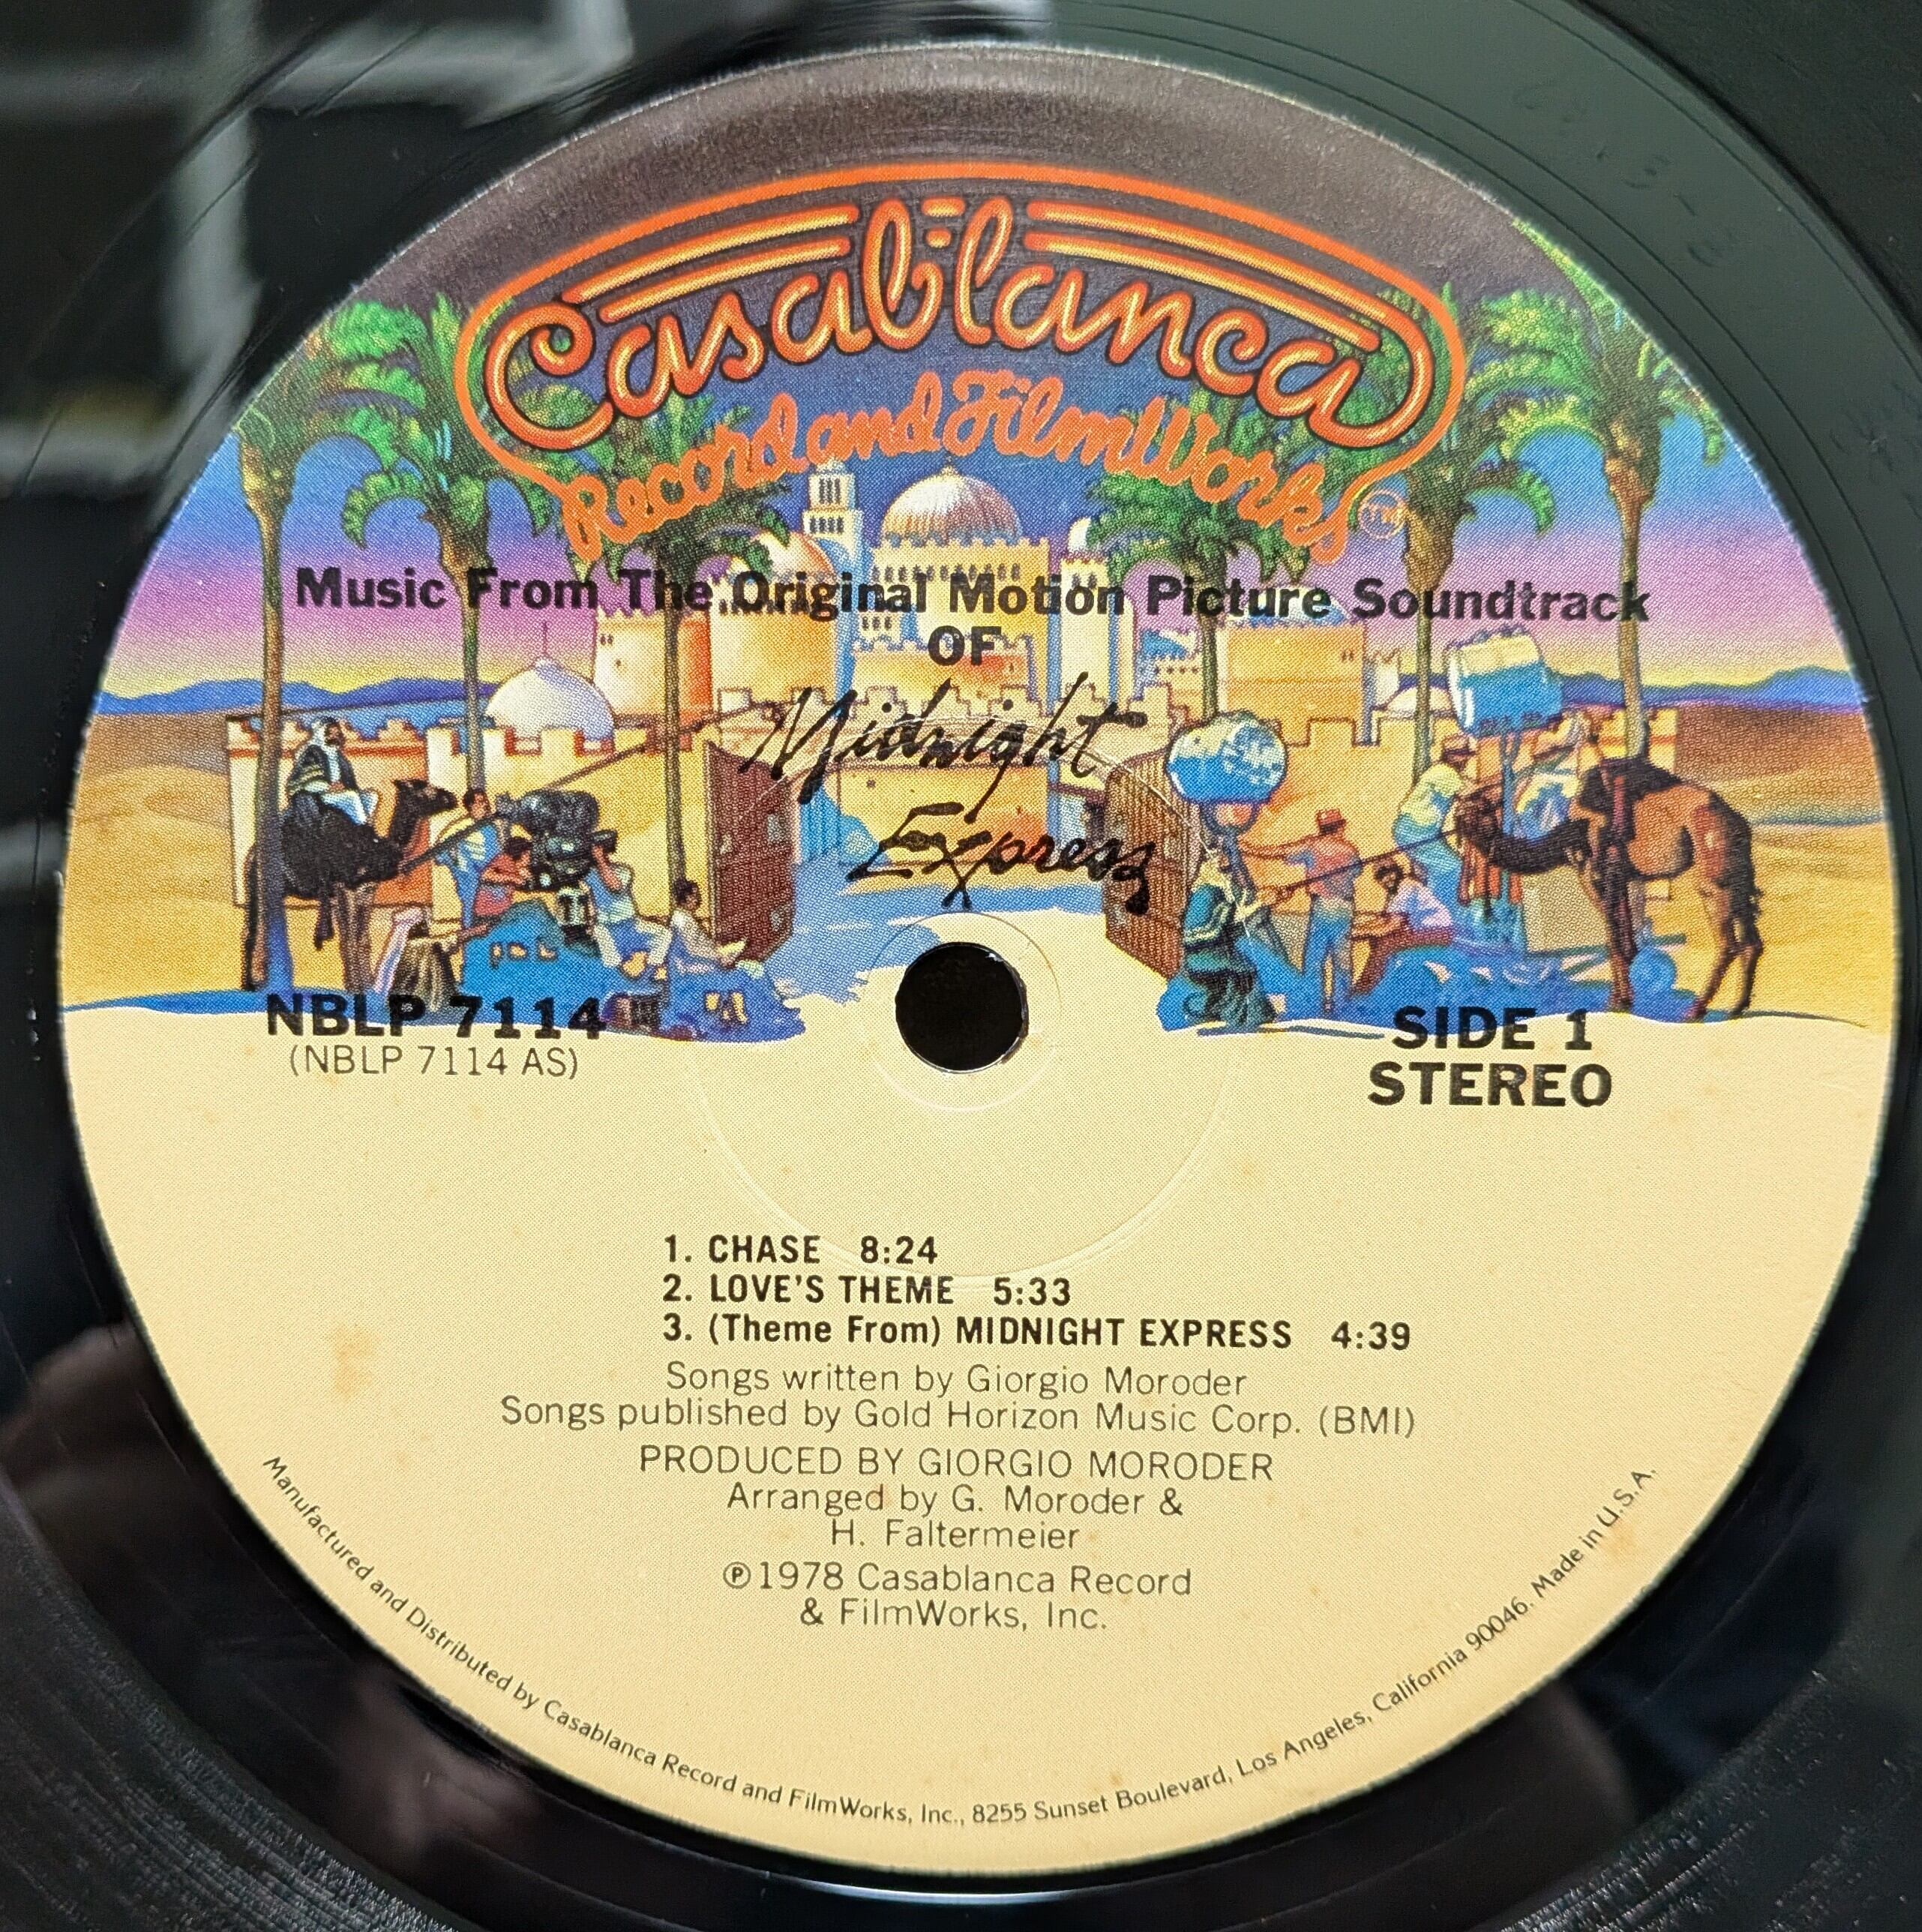 Casablanca
Record and FilmWorks
TM
Music From The Original Motion Picture Soundtrack
OF
Midnight
Express
NBLP 7114
(NBLP 7114 AS)
SIDE 1
STEREO
1. CHASE 8:24
2. LOVE'S THEME 5:33
3. (Theme From) MIDNIGHT EXPRESS 4:39
Songs written by Giorgio Moroder
Songs published by Gold Horizon Music Corp. (BMI)
PRODUCED BY GIORGIO MORODER
Arranged by G. Moroder &
H. Faltermeier
℗1978 Casablanca Record
& FilmWorks, Inc.
Manufactured and Distributed by Casablanca Record and FilmWorks, Inc., 8255 Sunset Boulevard, Los Angeles, California 90046. Made in U.S.A.